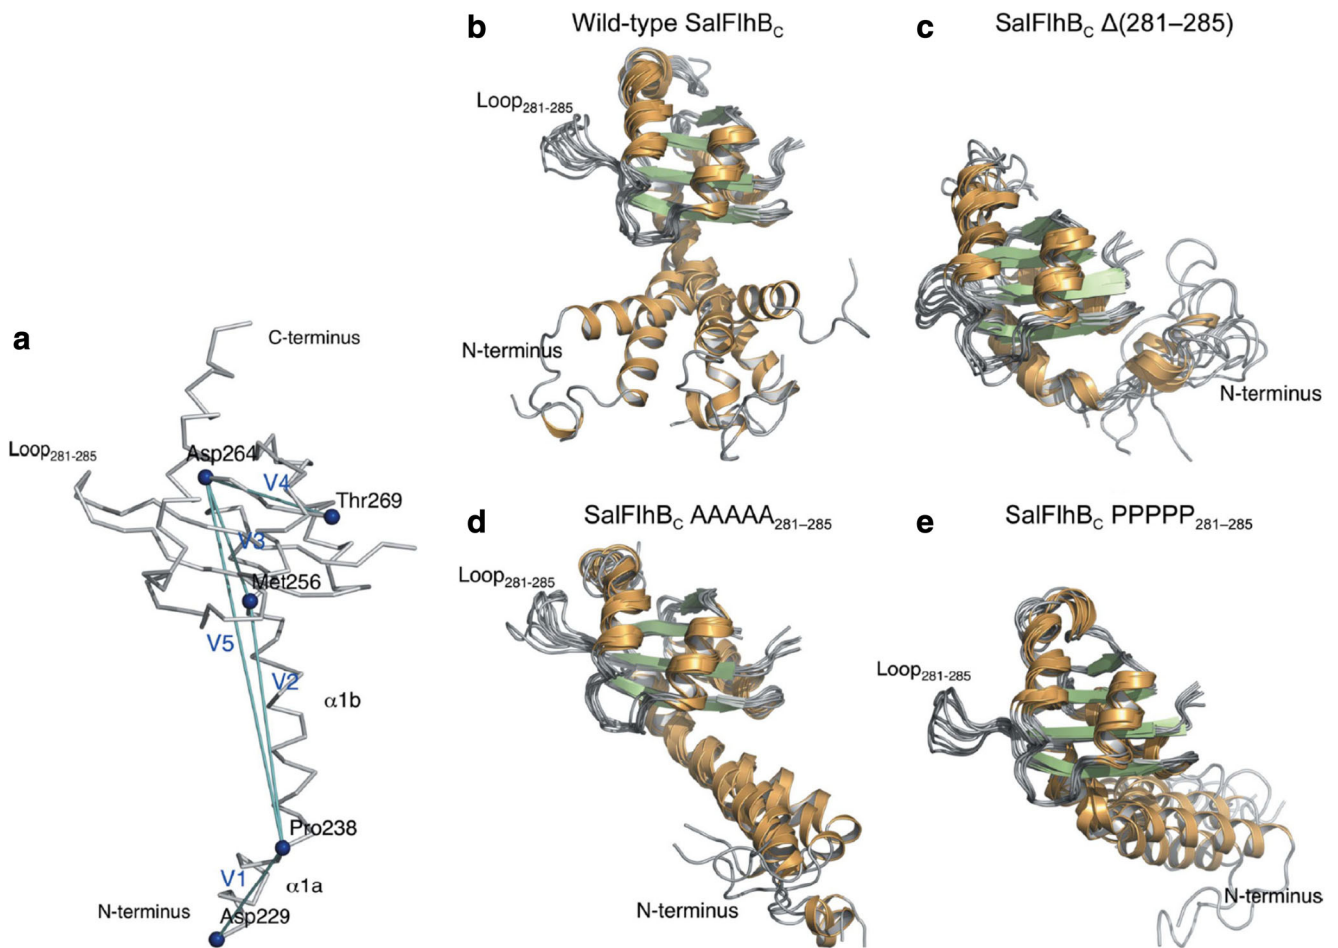 a
C-terminus
Loop281-285
Asp264
V4
Thr269
V3
Met256
V5
V2
α1b
Pro238
V1
α1a
N-terminus
Asp229
b
Wild-type SalFlhBC
Loop281-285
N-terminus
c
SalFlhBC Δ(281–285)
N-terminus
d
SalFlhBC AAAAA281–285
Loop281-285
N-terminus
e
SalFlhBC PPPPP281–285
Loop281-285
N-terminus